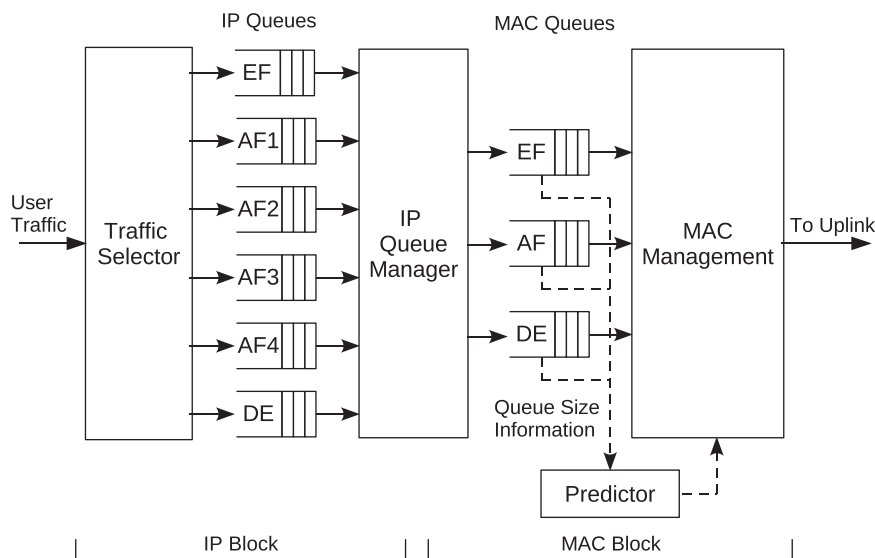 IP Queues
MAC Queues
EF
AF1
AF2
AF3
AF4
DE
User
Traffic
Traffic
Selector
IP
Queue
Manager
EF
AF
DE
MAC
Management
To Uplink
Queue Size
Information
Predictor
IP Block
MAC Block